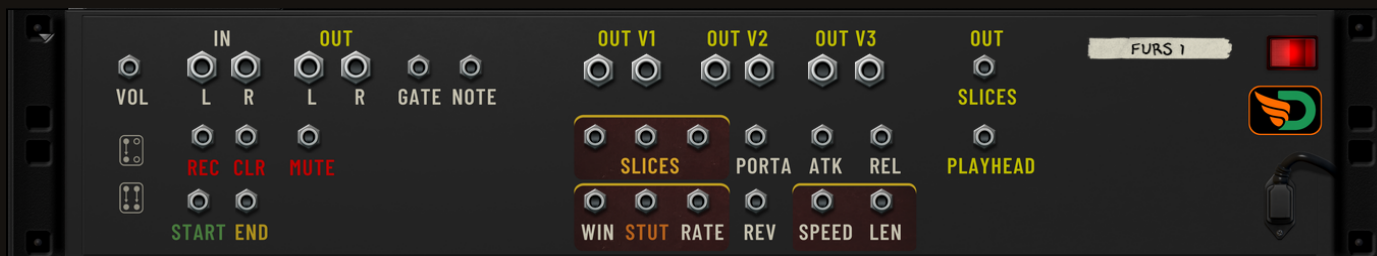 IN OUT OUT V1 OUT V2 OUT V3 OUT FURS 1
VOL L R L R GATE NOTE SLICES
REC CLR MUTE SLICES PORTA ATK REL PLAYHEAD
START END WIN STUT RATE REV SPEED LEN